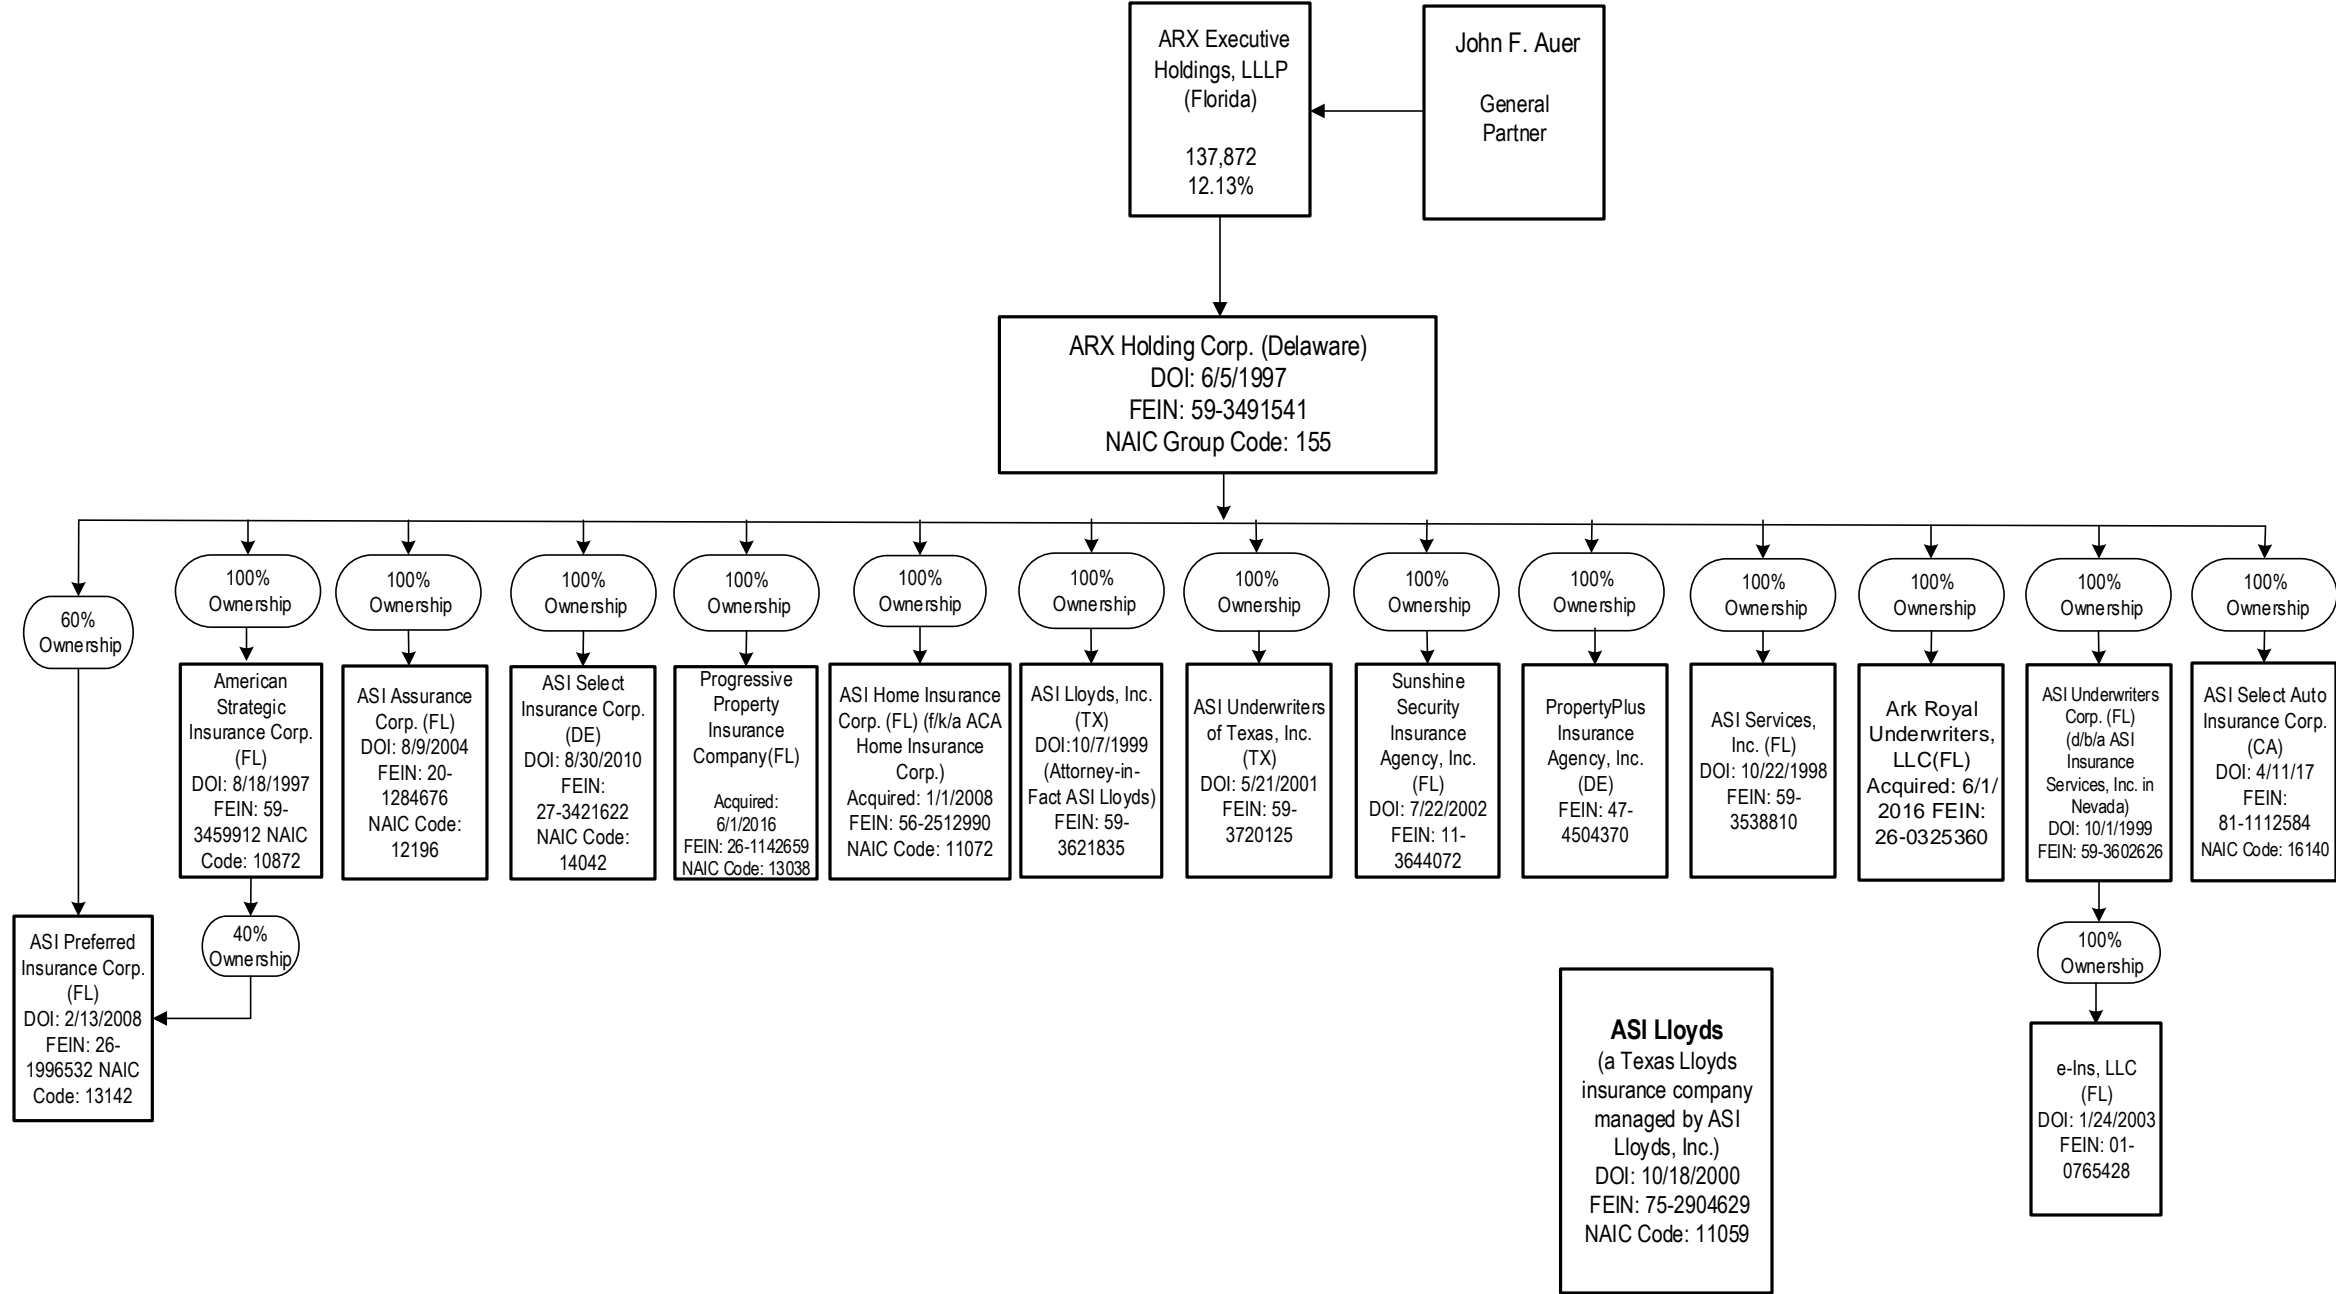 ARX Executive
Holdings, LLLP
(Florida)
137,872
12.13%
John F. Auer
General
Partner
ARX Holding Corp. (Delaware)
DOI: 6/5/1997
FEIN: 59-3491541
NAIC Group Code: 155
60%
Ownership
100%
Ownership
100%
Ownership
100%
Ownership
100%
Ownership
100%
Ownership
100%
Ownership
100%
Ownership
100%
Ownership
100%
Ownership
100%
Ownership
100%
Ownership
100%
Ownership
100%
Ownership
American
Strategic
Insurance Corp.
(FL)
DOI: 8/18/1997
FEIN: 59-
3459912 NAIC
Code: 10872
ASI Assurance
Corp. (FL)
DOI: 8/9/2004
FEIN: 20-
1284676
NAIC Code:
12196
ASI Select
Insurance Corp.
(DE)
DOI: 8/30/2010
FEIN:
27-3421622
NAIC Code:
14042
Progressive
Property
Insurance
Company(FL)
Acquired:
6/1/2016
FEIN: 26-1142659
NAIC Code: 13038
ASI Home Insurance
Corp. (FL) (f/k/a ACA
Home Insurance
Corp.)
Acquired: 1/1/2008
FEIN: 56-2512990
NAIC Code: 11072
ASI Lloyds, Inc.
(TX)
DOI:10/7/1999
(Attorney-in-
Fact ASI Lloyds)
FEIN: 59-
3621835
ASI Underwriters
of Texas, Inc.
(TX)
DOI: 5/21/2001
FEIN: 59-
3720125
Sunshine
Security
Insurance
Agency, Inc.
(FL)
DOI: 7/22/2002
FEIN: 11-
3644072
PropertyPlus
Insurance
Agency, Inc.
(DE)
FEIN: 47-
4504370
ASI Services,
Inc. (FL)
DOI: 10/22/1998
FEIN: 59-
3538810
Ark Royal
Underwriters,
LLC(FL)
Acquired: 6/1/
2016 FEIN:
26-0325360
ASI Underwriters
Corp. (FL)
(d/b/a ASI
Insurance
Services, Inc. in
Nevada)
DOI: 10/1/1999
FEIN: 59-3602626
ASI Select Auto
Insurance Corp.
(CA)
DOI: 4/11/17
FEIN:
81-1112584
NAIC Code: 16140
40%
Ownership
100%
Ownership
ASI Preferred
Insurance Corp.
(FL)
DOI: 2/13/2008
FEIN: 26-
1996532 NAIC
Code: 13142
ASI Lloyds
(a Texas Lloyds
insurance company
managed by ASI
Lloyds, Inc.)
DOI: 10/18/2000
FEIN: 75-2904629
NAIC Code: 11059
e-Ins, LLC
(FL)
DOI: 1/24/2003
FEIN: 01-
0765428